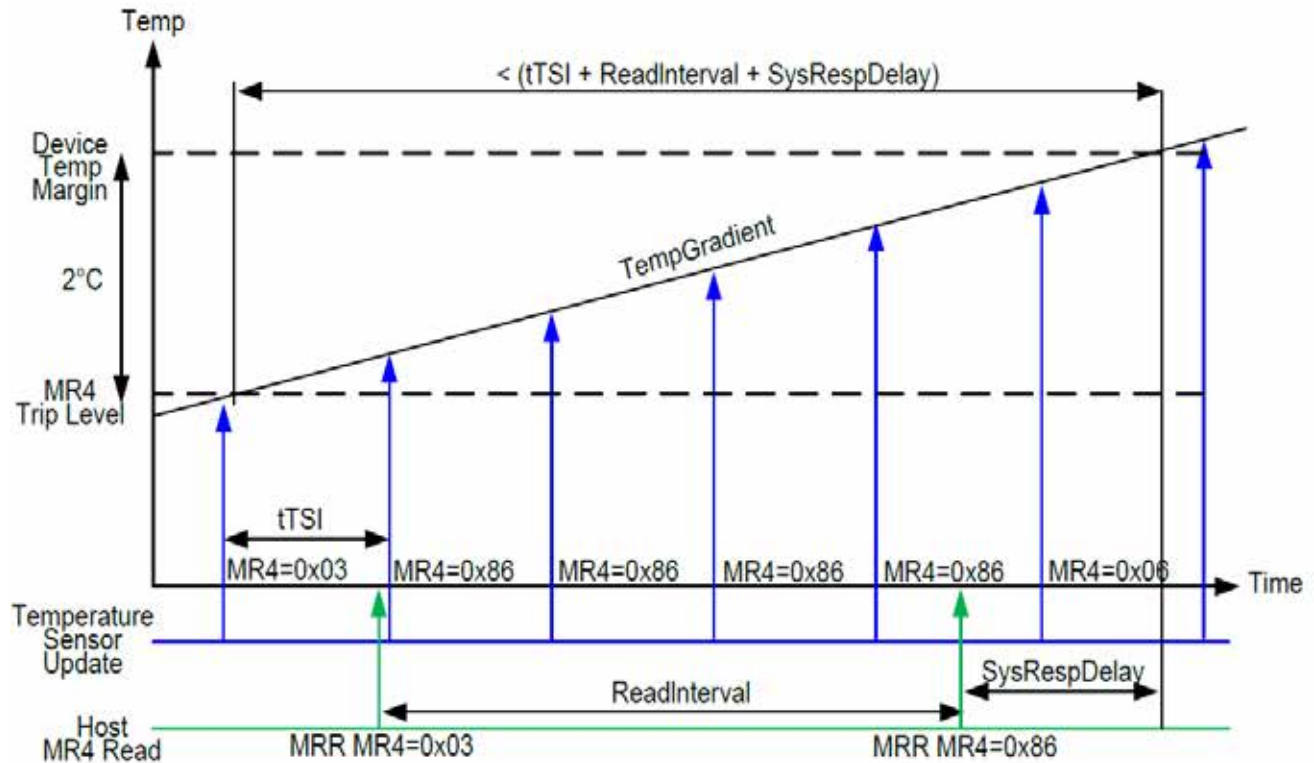 Temp
< (tTSI + ReadInterval + SysRespDelay)
Device
Temp
Margin
TempGradient
2°C
MR4
Trip Level
tTSI
MR4=0x03 MR4=0x86 MR4=0x86 MR4=0x86 MR4=0x86 MR4=0x06
Time
Temperature
Sensor
Update
SysRespDelay
ReadInterval
Host
MR4 Read
MRR MR4=0x03 MRR MR4=0x86